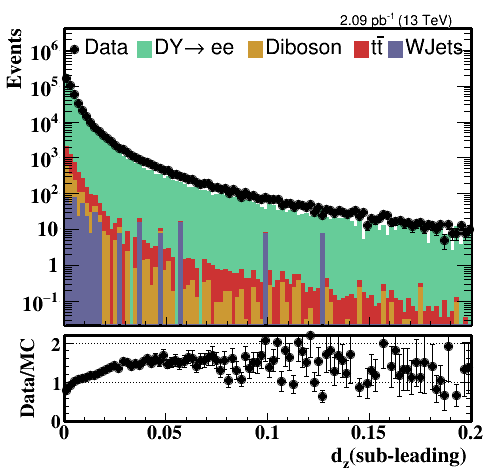 2.09 pb⁻¹ (13 TeV)
Events
Data DY→ ee Diboson tt̄ WJets
10⁶
10⁵
10⁴
10³
10²
10
1
10⁻¹
Data/MC
2
1
0
0 0.05 0.1 0.15 0.2
d_z(sub-leading)